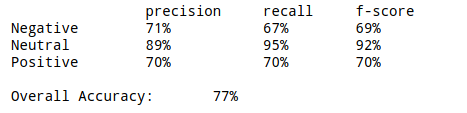 precision recall f-score
Negative 71% 67% 69%
Neutral 89% 95% 92%
Positive 70% 70% 70%
Overall Accuracy: 77%